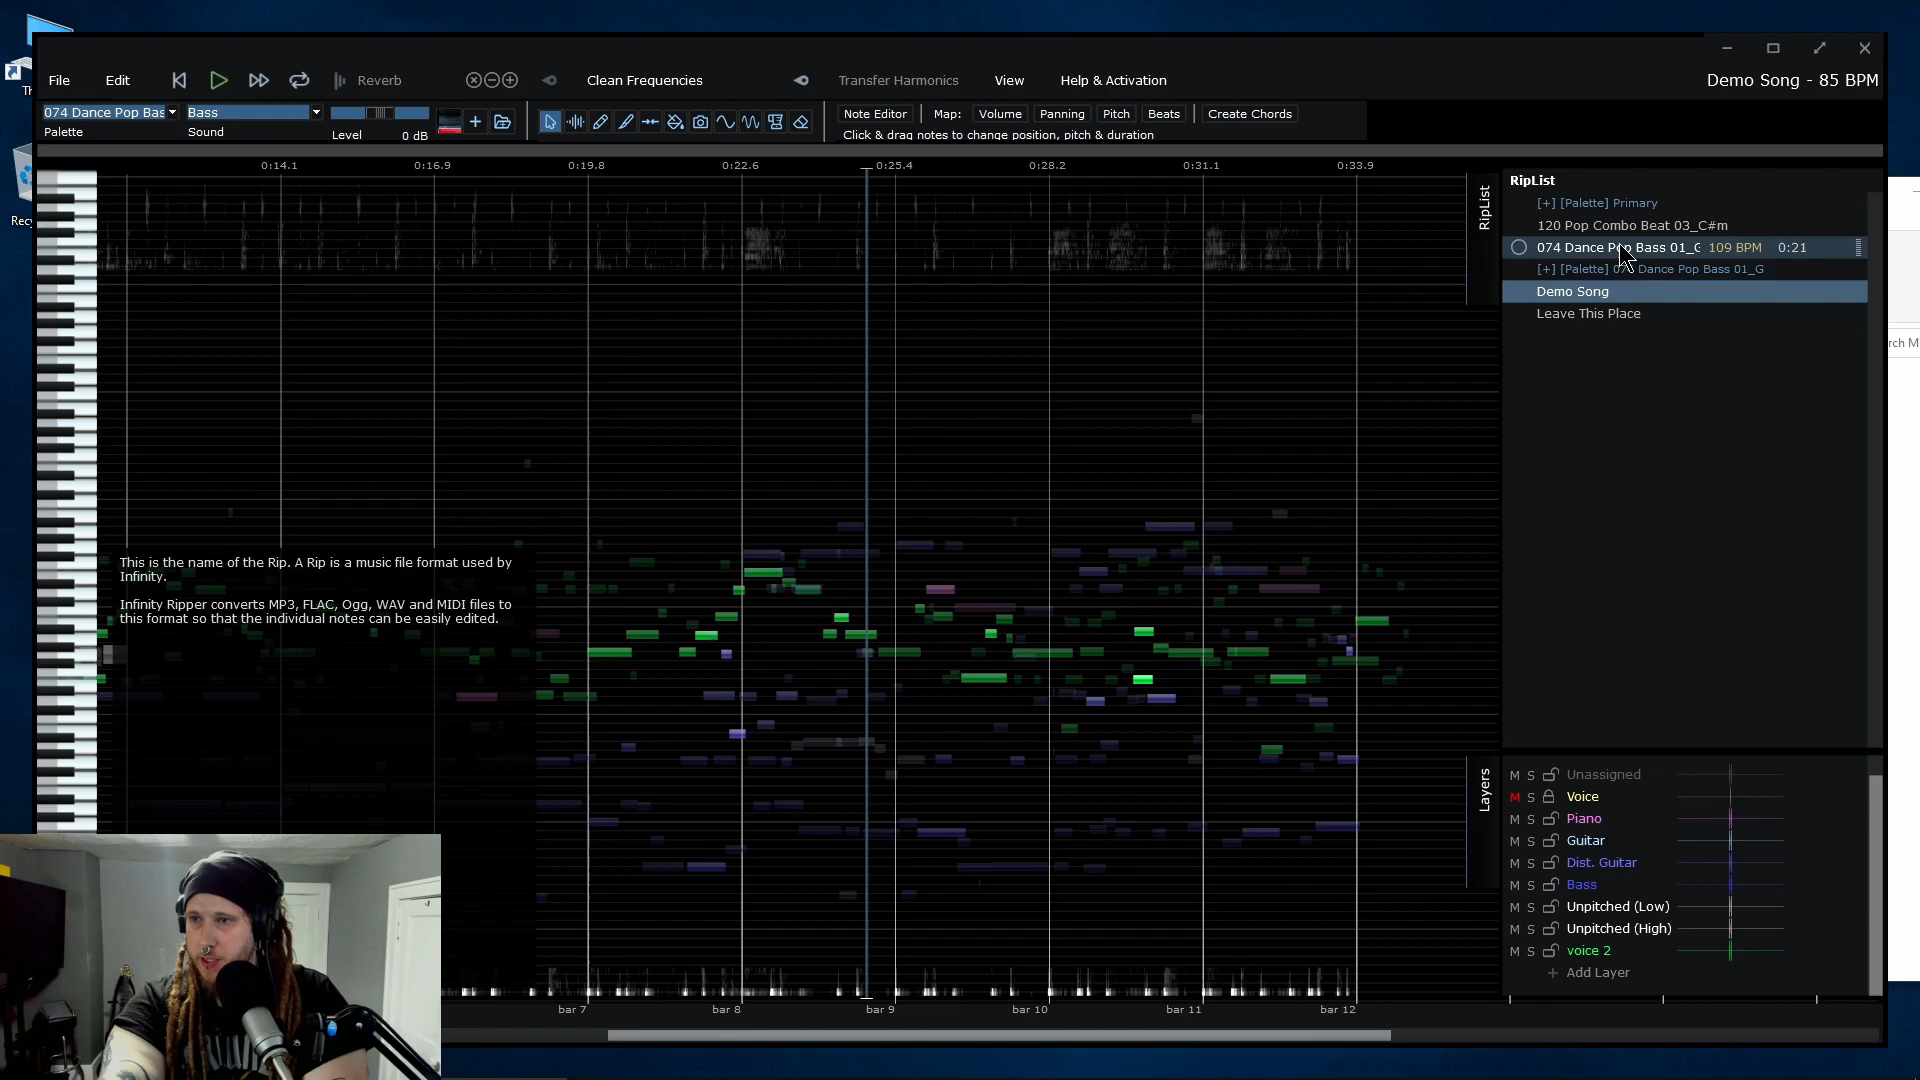 File Edit Reverb Clean Frequencies Transfer Harmonics View Help & Activation
Demo Song - 85 BPM
074 Dance Pop Bas Bass
Palette Sound Level 0 dB
Note Editor Map: Volume Panning Pitch Beats Create Chords
Click & drag notes to change position, pitch & duration
0:14.1 0:16.9 0:19.8 0:22.6 0:25.4 0:28.2 0:31.1 0:33.9
RipList
RipList
[+] [Palette] Primary
120 Pop Combo Beat 03_C#m
074 Dance Pop Bass 01_G 109 BPM 0:21
[+] [Palette] 074 Dance Pop Bass 01_G
Demo Song
Leave This Place
rch M
This is the name of the Rip. A Rip is a music file format used by
Infinity.
Infinity Ripper converts MP3, FLAC, Ogg, WAV and MIDI files to
this format so that the individual notes can be easily edited.
Layers
M S Unassigned
M S Voice
M S Piano
M S Guitar
M S Dist. Guitar
M S Bass
M S Unpitched (Low)
M S Unpitched (High)
M S voice 2
+ Add Layer
bar 7 bar 8 bar 9 bar 10 bar 11 bar 12